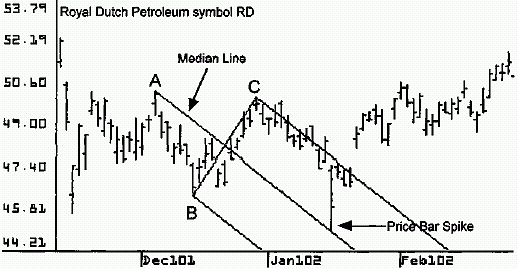 53.79
Royal Dutch Petroleum symbol RD
52.19
Median Line
50.60
A
C
49.00
47.40
B
45.81
Price Bar Spike
44.21
Dec101
Jan102
Feb102